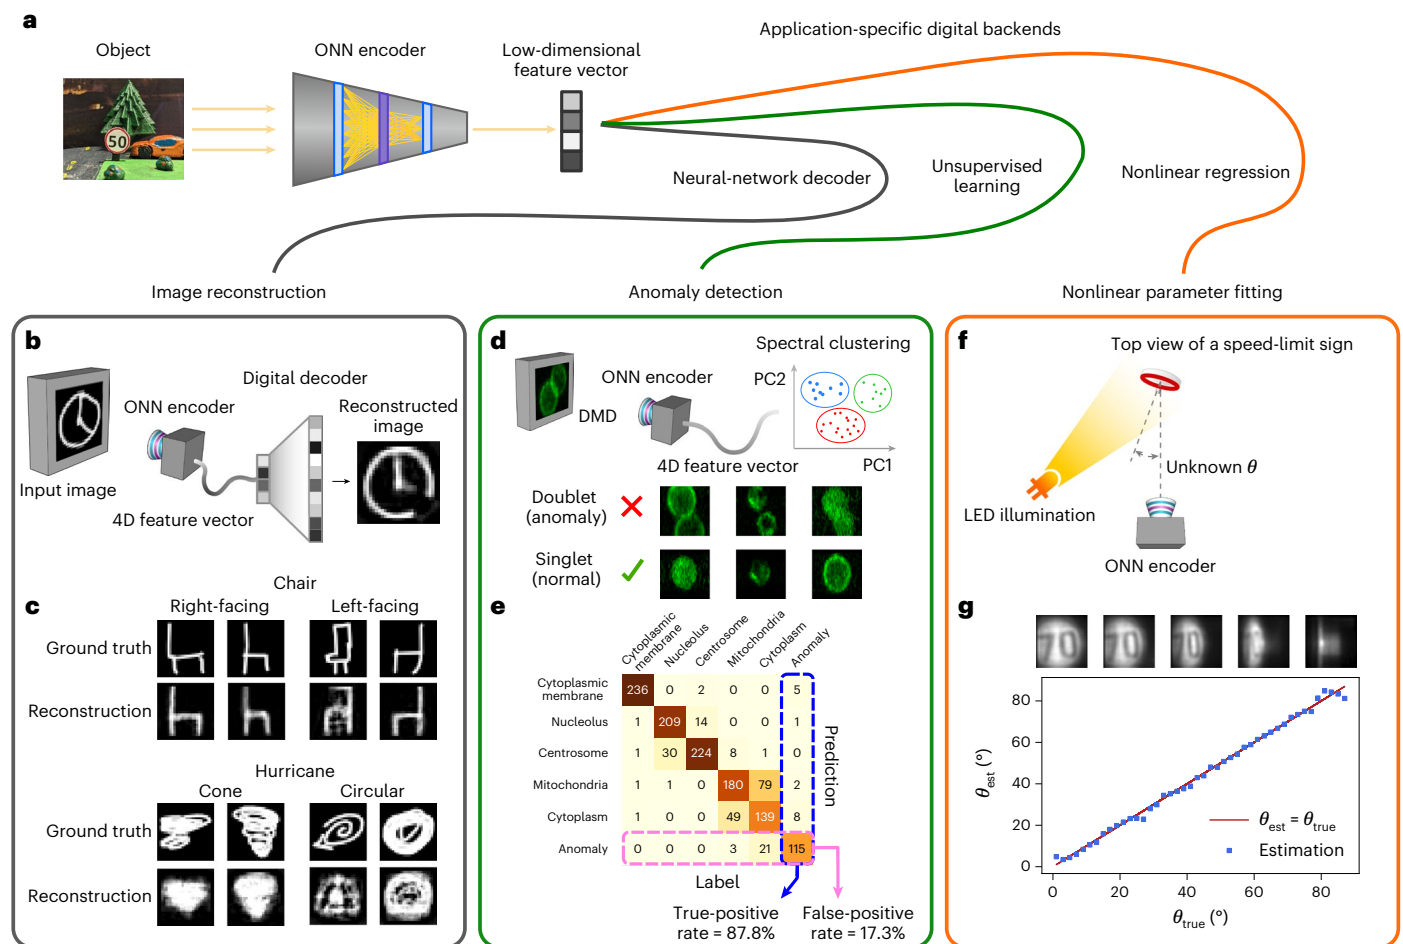 a
Object
ONN encoder
Low-dimensional
feature vector
Application-specific digital backends
50
Neural-network decoder
Unsupervised
learning
Nonlinear regression
Image reconstruction
Anomaly detection
Nonlinear parameter fitting
b
Digital decoder
ONN encoder
Reconstructed
image
Input image
4D feature vector
c
Chair
Right-facing
Left-facing
Ground truth
Reconstruction
Hurricane
Cone
Circular
Ground truth
Reconstruction
d
Spectral clustering
ONN encoder
PC2
DMD
4D feature vector
PC1
Doublet
(anomaly)
Singlet
(normal)
e
Cytoplasmic
membrane
Nucleolus
Centrosome
Mitochondria
Cytoplasm
Anomaly
Cytoplasmic
membrane
236 0 2 0 0 5
Nucleolus 1 209 14 0 0 1
Centrosome 1 30 224 8 1 0
Mitochondria 1 1 0 180 79 2
Cytoplasm 1 0 0 49 139 8
Anomaly 0 0 0 3 21 115
Prediction
Label
True-positive
rate = 87.8%
False-positive
rate = 17.3%
f
Top view of a speed-limit sign
Unknown θ
LED illumination
ONN encoder
g
70
70
70
80
60
40
20
0
θest (°)
θest = θtrue
Estimation
0 20 40 60 80
θtrue (°)